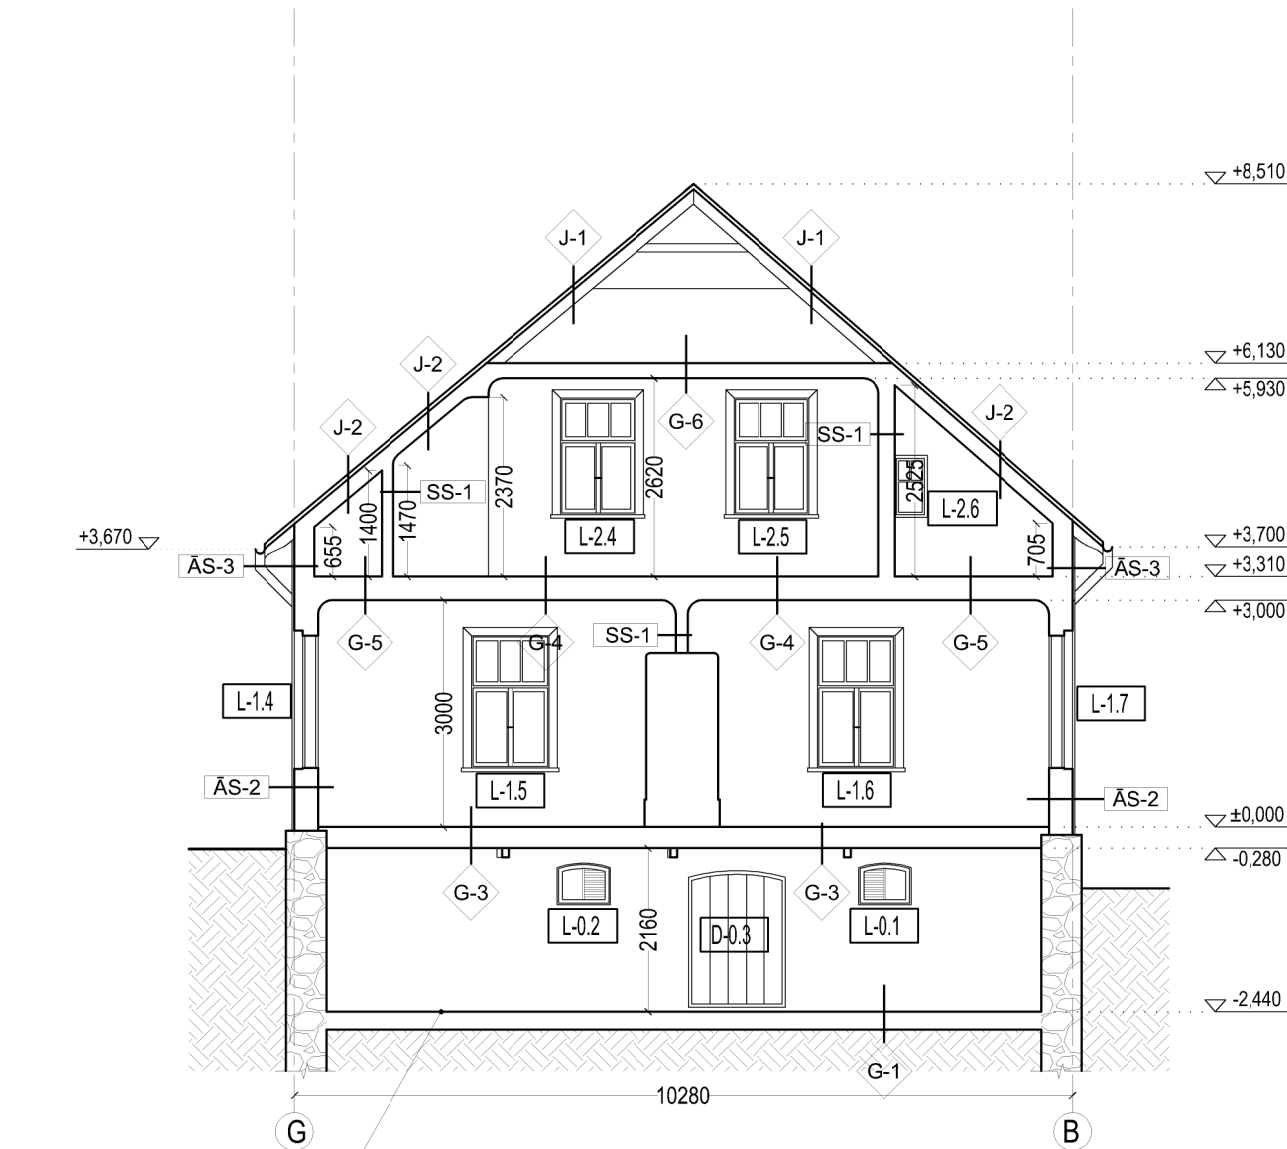 +8,510
J-1
J-1
+6,130
J-2
+5,930
G-6
J-2
J-2
SS-1
2370
2620
2525
SS-1
L-2.6
1400
1470
+3,670
655
L-2.4
L-2.5
705
+3,700
ĀS-3
ĀS-3
+3,310
+3,000
SS-1
G-5
G-4
G-4
G-5
L-1.4
3000
L-1.7
ĀS-2
L-1.5
L-1.6
ĀS-2
±0,000
-0,280
G-3
G-3
L-0.2
2160
D-0.3
L-0.1
-2,440
G-1
10280
G
B